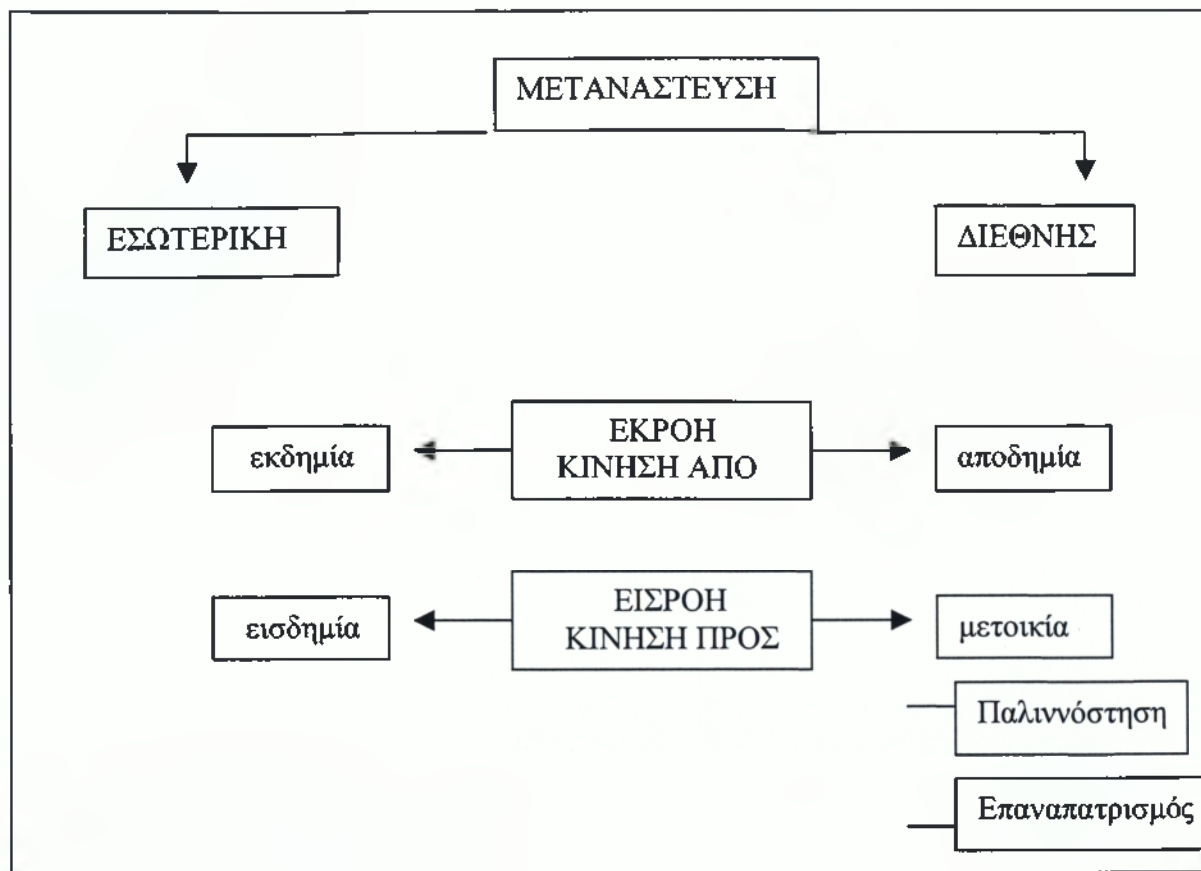 ΜΕΤΑΝΑΣΤΕΥΣΗ
ΕΣΩΤΕΡΙΚΗ
ΔΙΕΘΝΗΣ
εκδημία
ΕΚΡΟΗ
ΚΙΝΗΣΗ ΑΠΟ
αποδημία
εισδημία
ΕΙΣΡΟΗ
ΚΙΝΗΣΗ ΠΡΟΣ
μετοικία
Παλιννόστηση
Επαναπατρισμός